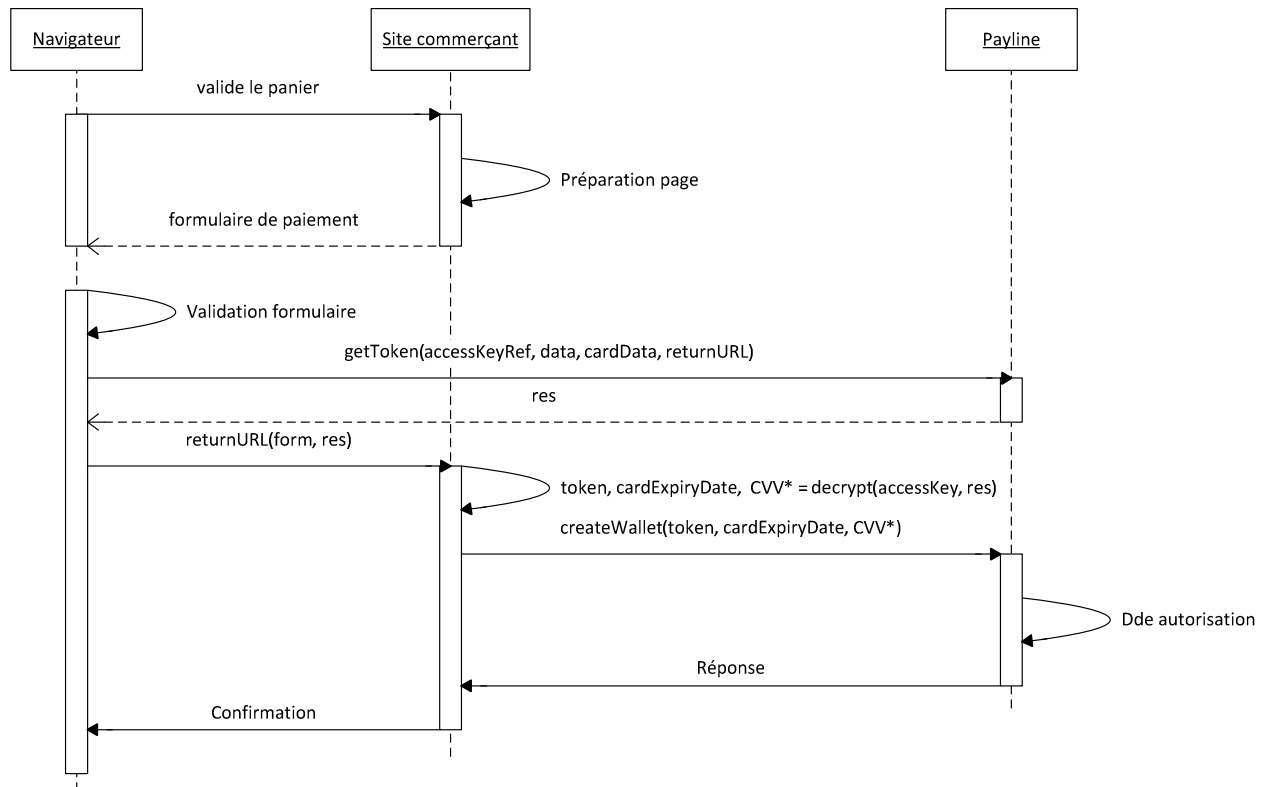 Navigateur
Site commerçant
Payline
valide le panier
Préparation page
formulaire de paiement
Validation formulaire
getToken(accessKeyRef, data, cardData, returnURL)
res
returnURL(form, res)
token, cardExpiryDate, CVV* = decrypt(accessKey, res)
createWallet(token, cardExpiryDate, CVV*)
Dde autorisation
Réponse
Confirmation